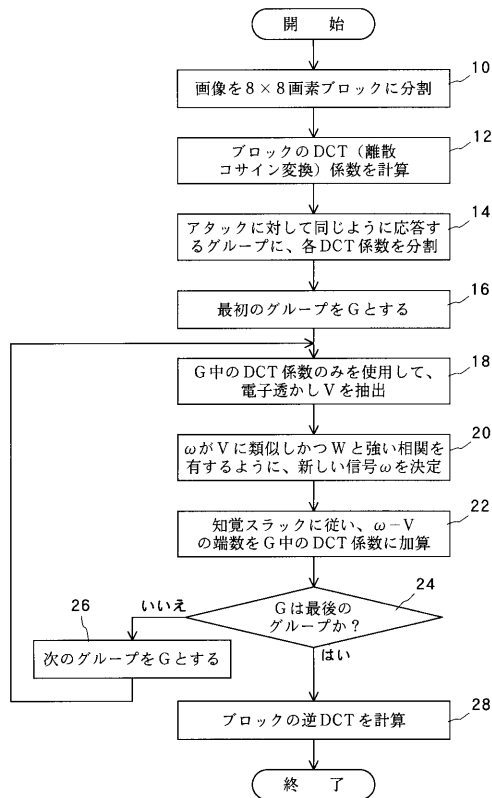 開 始
10
画像を8×8画素ブロックに分割
12
ブロックのDCT（離散
コサイン変換）係数を計算
14
アタックに対して同じように応答す
るグループに、各DCT係数を分割
16
最初のグループをGとする
18
G中のDCT係数のみを使用して、
電子透かしVを抽出
20
ωがVに類似しかつWと強い相関を
有するように、新しい信号ωを決定
22
知覚スラックに従い、ω－V
の端数をG中のDCT係数に加算
24
Gは最後の
グループか？
いいえ
はい
26
次のグループをGとする
28
ブロックの逆DCTを計算
終 了